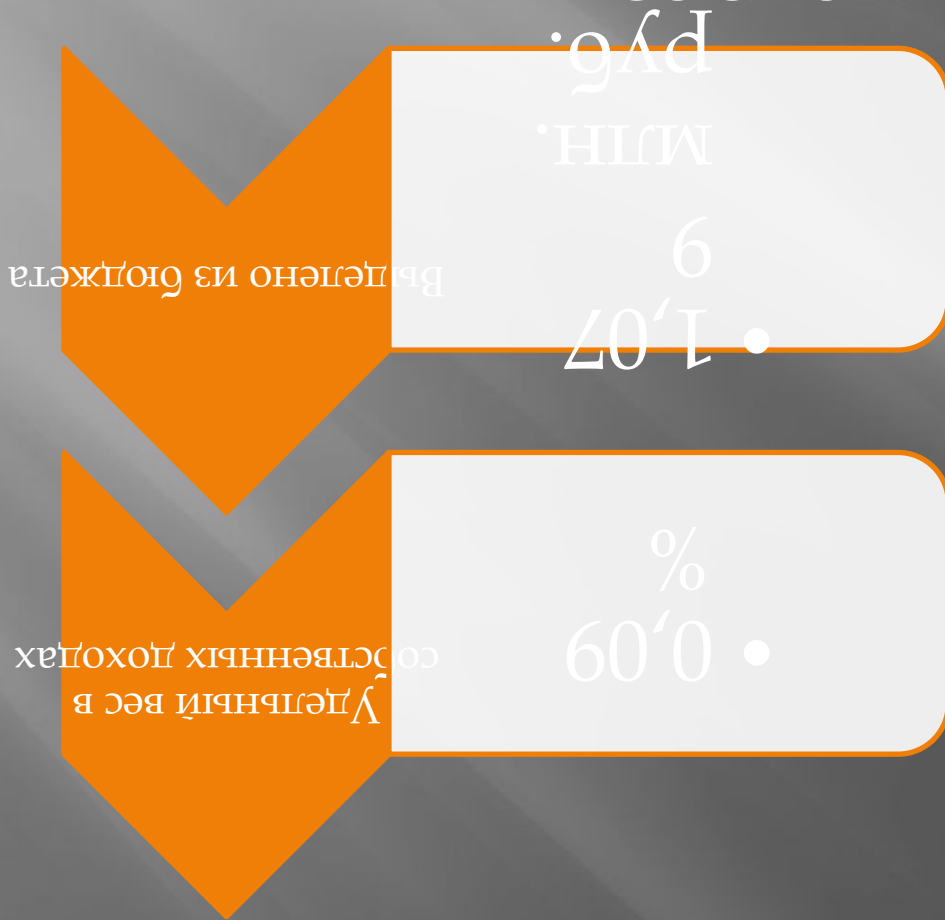 Выделено из бюджета
• 1,07
9
млн.
руб.
Удельный вес в
собственных доходах
• 0,09
%